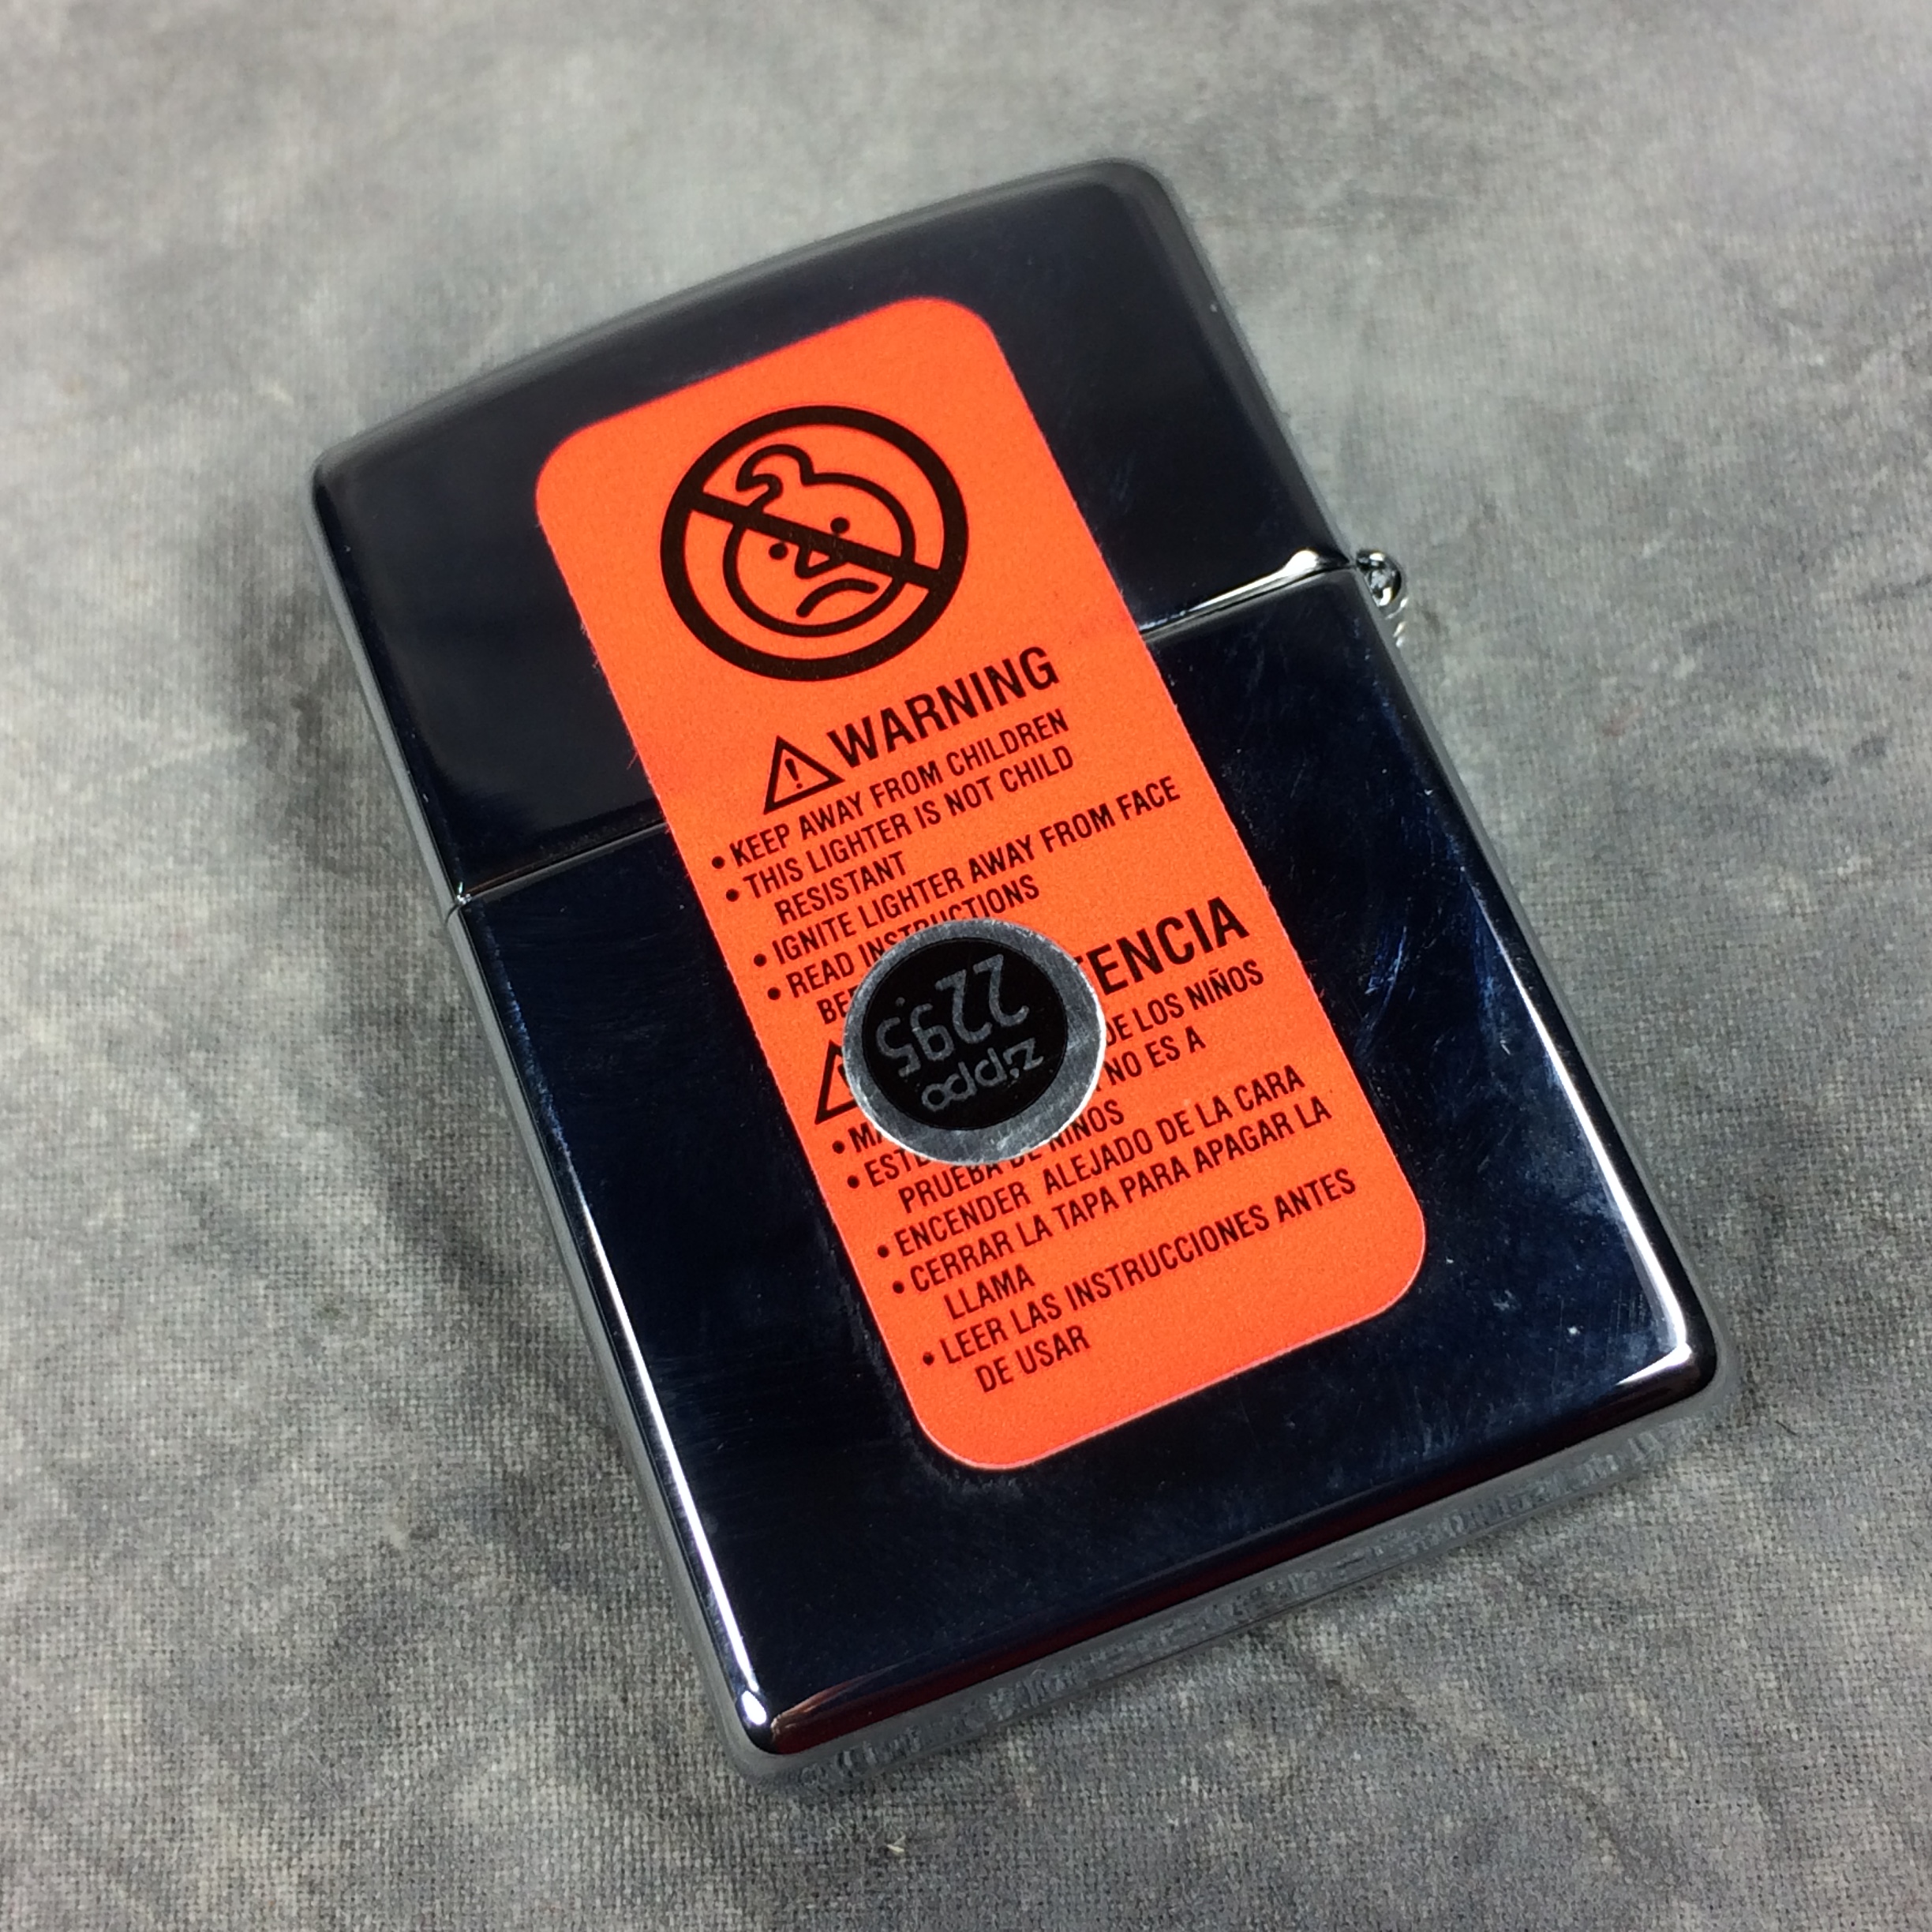 WARNING
• KEEP AWAY FROM CHILDREN
• THIS LIGHTER IS NOT CHILD
RESISTANT
• IGNITE LIGHTER AWAY FROM FACE
• READ INSTRUCTIONS
22.95
Zippo
DE LOS NIÑOS
NO ES A
PRUEBA DE NIÑOS
• ENCENDER ALEJADO DE LA CARA
• CERRAR LA TAPA PARA APAGAR LA
LLAMA
• LEER LAS INSTRUCCIONES ANTES
DE USAR